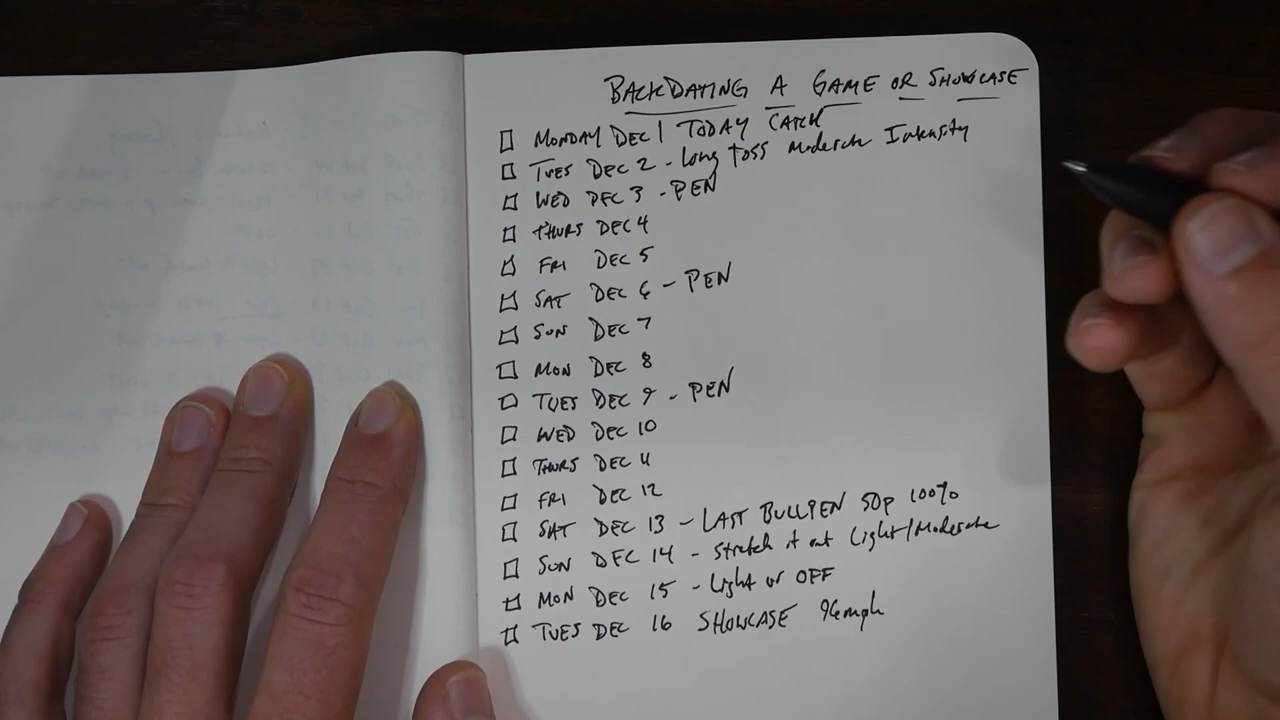 BACKDATING A GAME OR SHOWCASE
MONDAY DEC 1 TODAY CATCH
TUES DEC 2 - Long Toss Moderate Intensity
WED DEC 3 - PEN
THURS DEC 4
FRI DEC 5
SAT DEC 6 - PEN
SUN DEC 7
MON DEC 8
TUES DEC 9 - PEN
WED DEC 10
THURS DEC 11
FRI DEC 12
SAT DEC 13 - LAST BULLPEN 50P 100%
SUN DEC 14 - Stretch it out Light/Moderate
MON DEC 15 - Light or OFF
TUES DEC 16 SHOWCASE 96mph